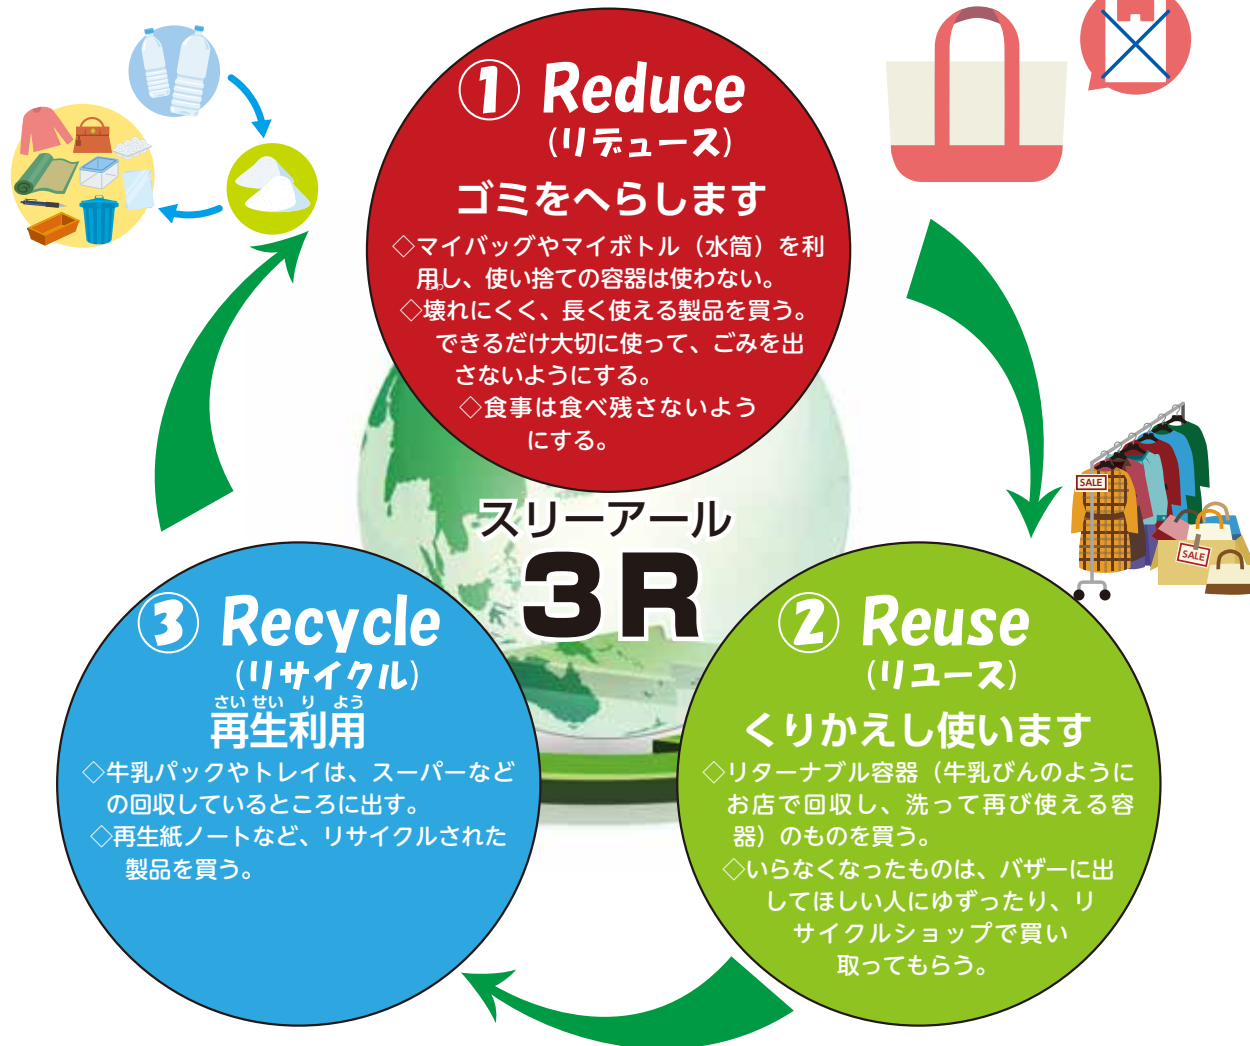 ① Reduce
(リデュース)
ゴミをへらします
◇マイバッグやマイボトル（水筒）を利
用し、使い捨ての容器は使わない。
こわ
◇壊れにくく、長く使える製品を買う。
できるだけ大切に使って、ごみを出
さないようにする。
◇食事は食べ残さないよう
にする。
スリーアール
3R
SALE
SALE
② Reuse
(リユース)
くりかえし使います
◇リターナブル容器（牛乳びんのように
お店で回収し、洗って再び使える容
器）のものを買う。
◇いらなくなったものは、バザーに出
してほしい人にゆずったり、リ
サイクルショップで買い
取ってもらう。
③ Recycle
(リサイクル)
さいせいりよう
再生利用
◇牛乳パックやトレイは、スーパーなど
の回収しているところに出す。
◇再生紙ノートなど、リサイクルされた
製品を買う。